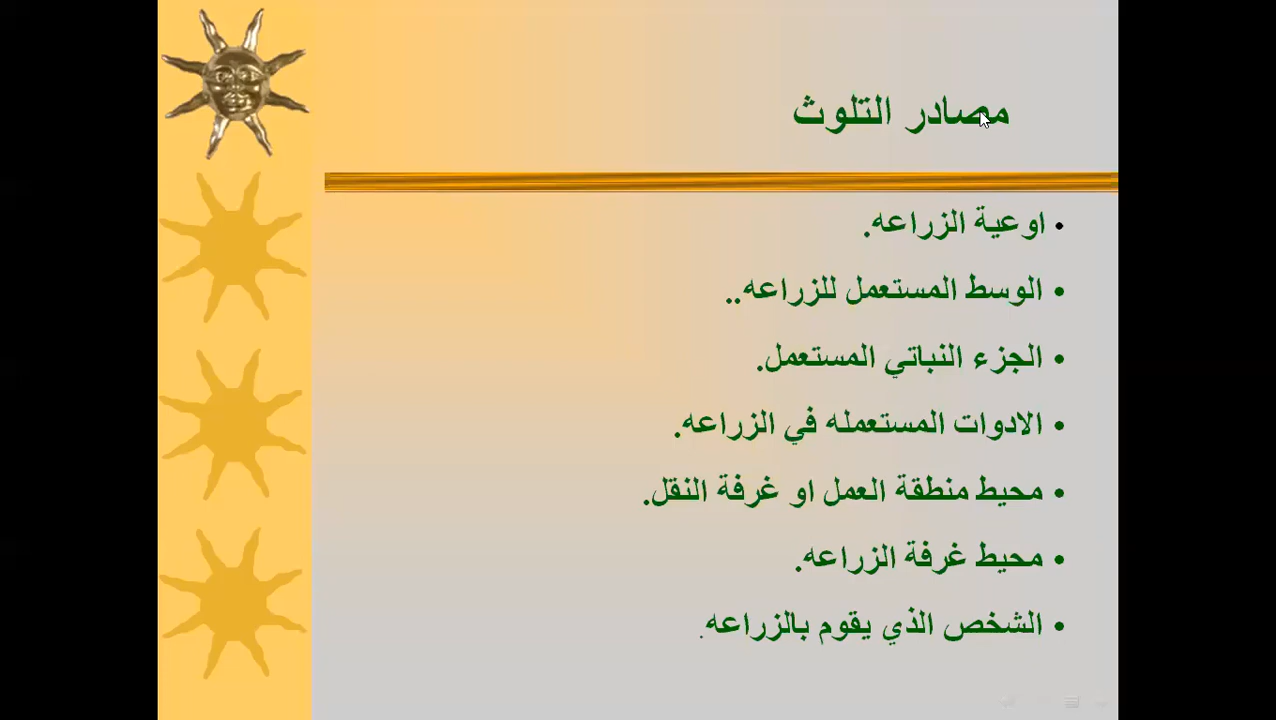 مصادر التلوث
• اوعية الزراعه.
• الوسط المستعمل للزراعه..
• الجزء النباتي المستعمل.
• الادوات المستعمله في الزراعه.
• محيط منطقة العمل او غرفة النقل.
• محيط غرفة الزراعه.
• الشخص الذي يقوم بالزراعه.